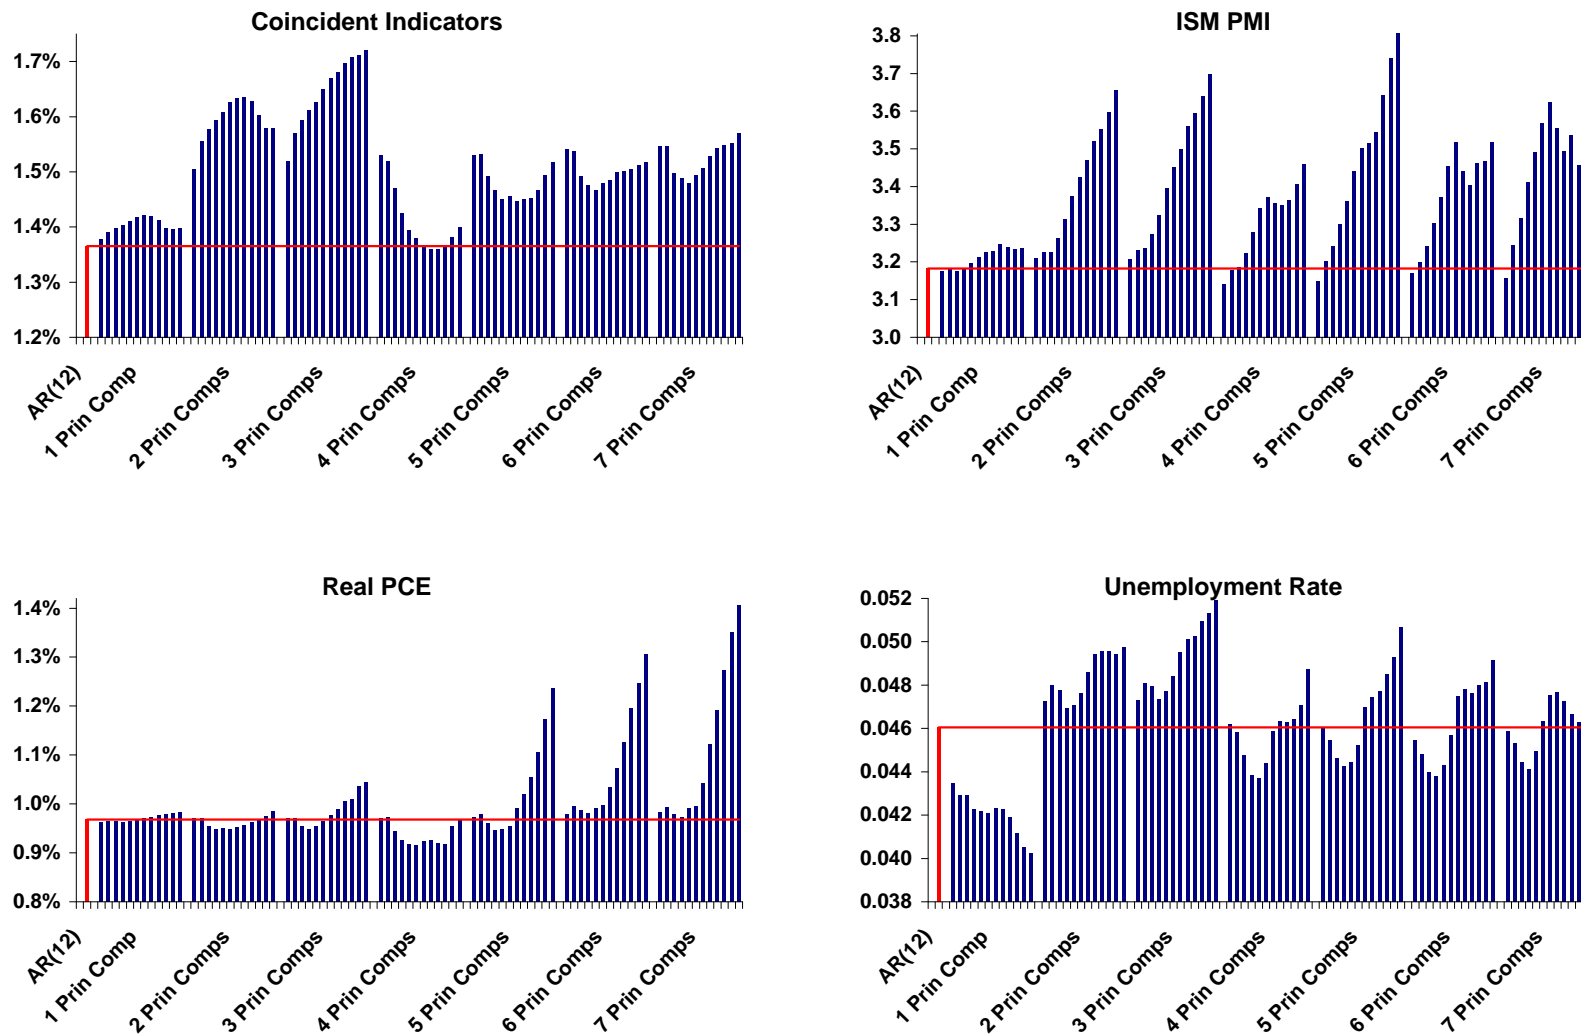 Coincident Indicators
1.7%
1.6%
1.5%
1.4%
1.3%
1.2%
AR(12)
1 Prin Comp
2 Prin Comps
3 Prin Comps
4 Prin Comps
5 Prin Comps
6 Prin Comps
7 Prin Comps
ISM PMI
3.8
3.7
3.6
3.5
3.4
3.3
3.2
3.1
3.0
AR(12)
1 Prin Comp
2 Prin Comps
3 Prin Comps
4 Prin Comps
5 Prin Comps
6 Prin Comps
7 Prin Comps
Real PCE
1.4%
1.3%
1.2%
1.1%
1.0%
0.9%
0.8%
AR(12)
1 Prin Comp
2 Prin Comps
3 Prin Comps
4 Prin Comps
5 Prin Comps
6 Prin Comps
7 Prin Comps
Unemployment Rate
0.052
0.050
0.048
0.046
0.044
0.042
0.040
0.038
AR(12)
1 Prin Comp
2 Prin Comps
3 Prin Comps
4 Prin Comps
5 Prin Comps
6 Prin Comps
7 Prin Comps